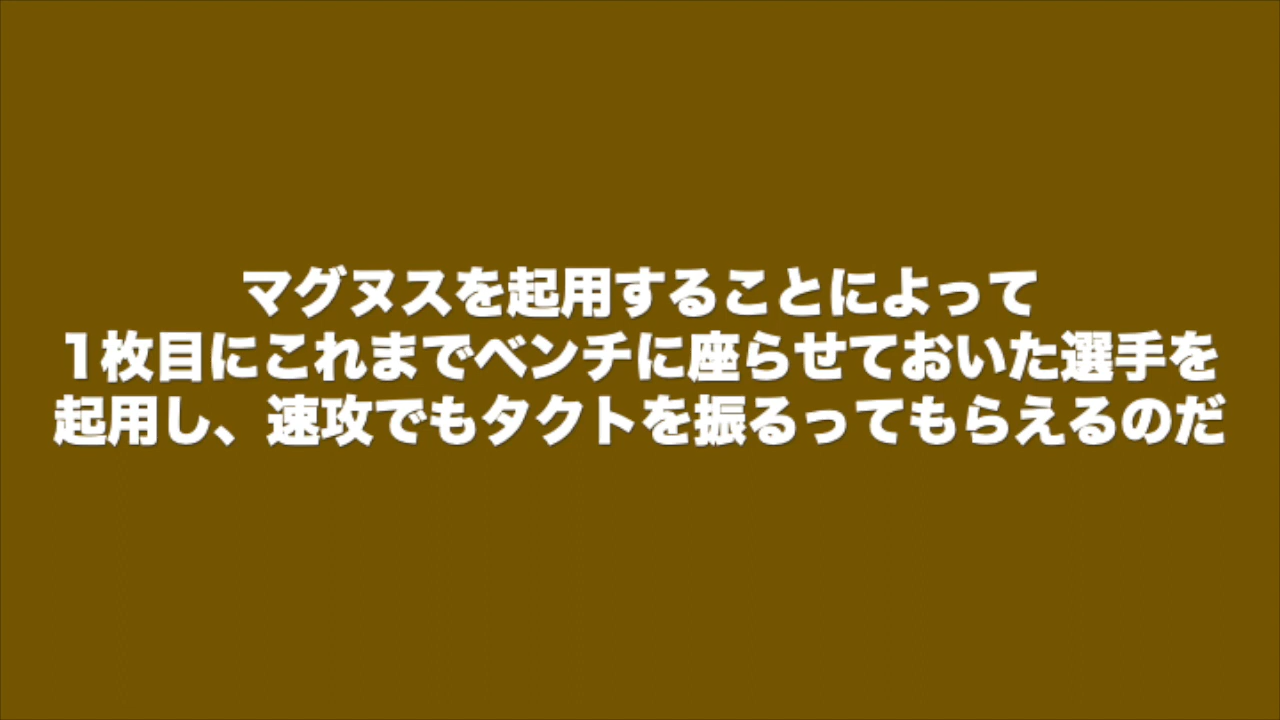 マグヌスを起用することによって
1枚目にこれまでベンチに座らせておいた選手を
起用し、速攻でもタクトを振るってもらえるのだ